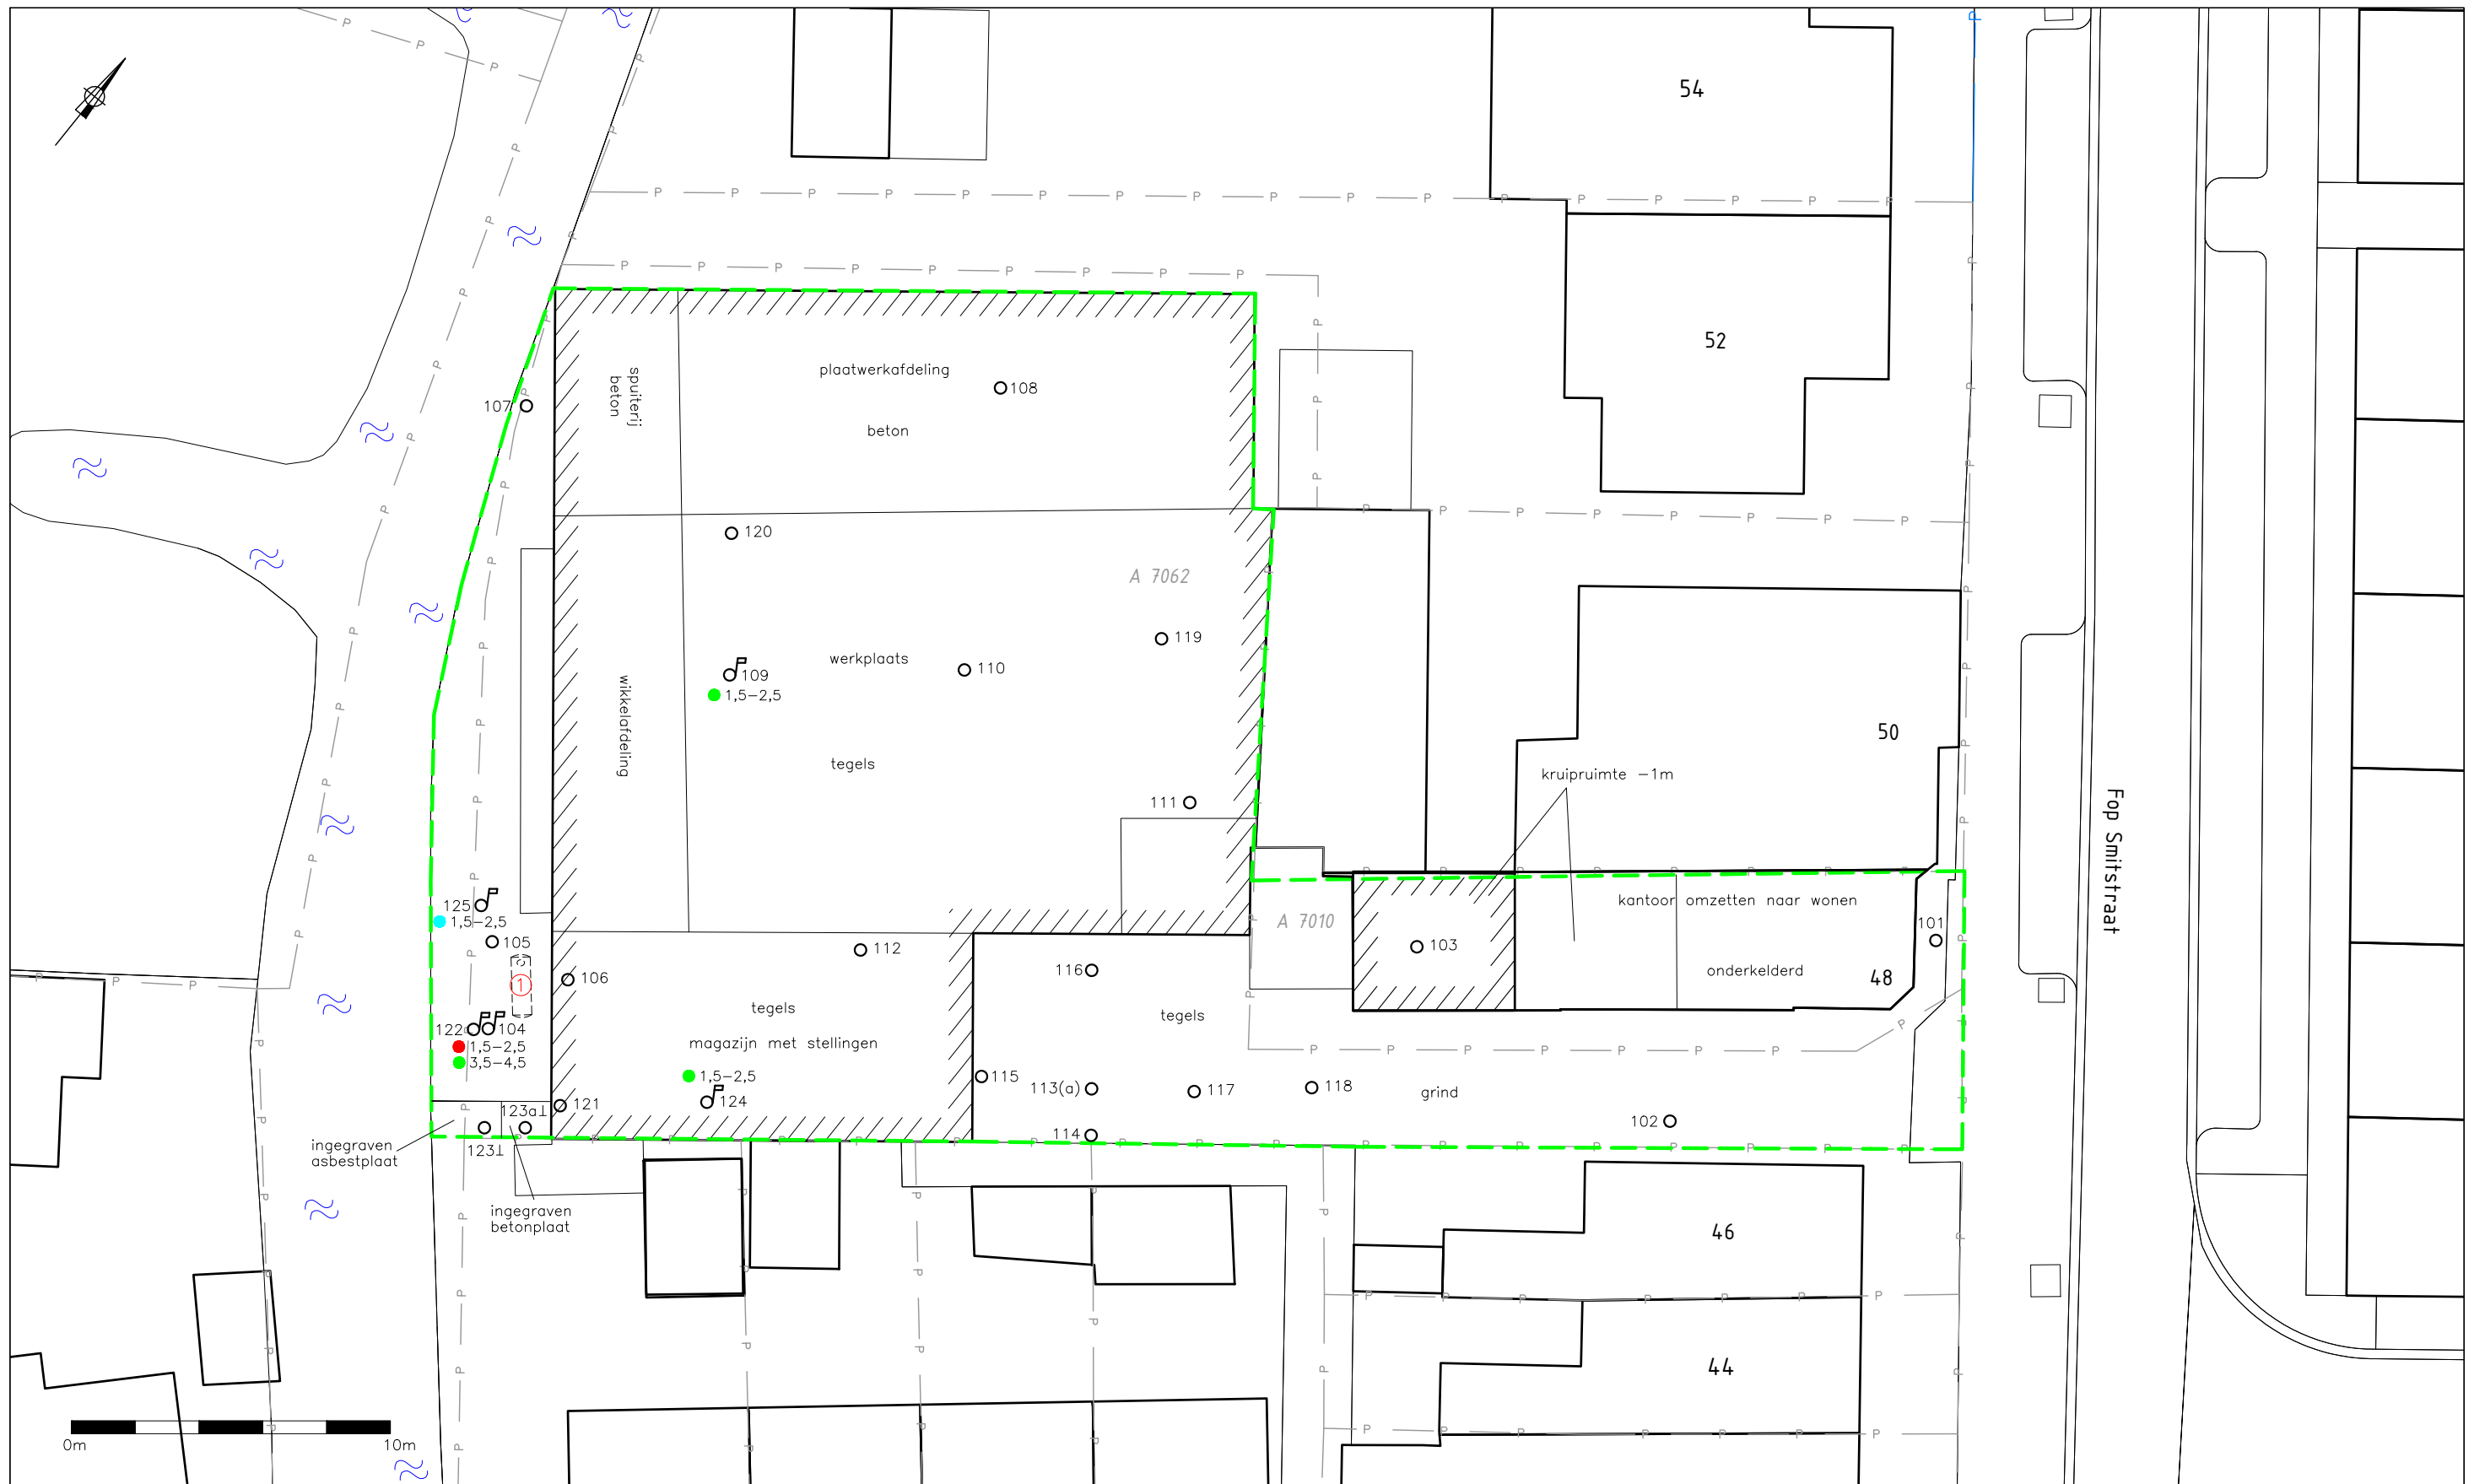 54
52
spuiterij
beton
plaatwerkafdeling
108
107
beton
120
A 7062
119
werkplaats
110
109
1,5-2,5
wikkelafdeling
tegels
50
kruipruimte -1m
111
Fop Smitstraat
125
1,5-2,5
105
A 7010
kantoor omzetten naar wonen
101
103
112
116
106
1
onderkelderd
48
tegels
tegels
122
104
magazijn met stellingen
1,5-2,5
3,5-4,5
1,5-2,5
115
113(a)
117
118
grind
123a⊥
121
124
102
114
123⊥
ingegraven
asbestplaat
ingegraven
betonplaat
46
44
0m
10m